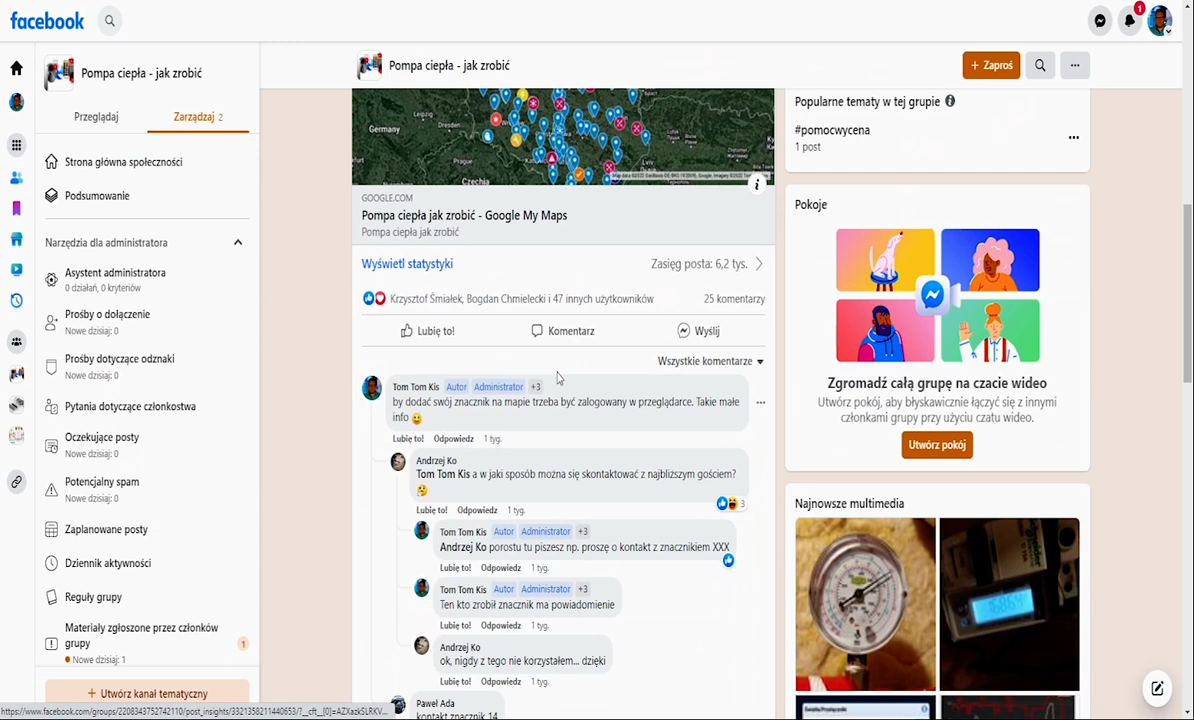 facebook
1
Pompa ciepła - jak zrobić
Przeglądaj
Zarządzaj 2
Strona główna społeczności
Podsumowanie
Narzędzia dla administratora
Asystent administratora
0 działań, 0 kryteriów
Prośby o dołączenie
Nowe dzisiaj: 0
Prośby dotyczące odznaki
Nowe dzisiaj: 0
Pytania dotyczące członkostwa
Oczekujące posty
Nowe dzisiaj: 0
Potencjalny spam
Nowe dzisiaj: 0
Zaplanowane posty
Dziennik aktywności
Reguły grupy
Materiały zgłoszone przez członków
grupy
1
Nowe dzisiaj: 1
+ Utwórz kanał tematyczny
Pompa ciepła - jak zrobić
+ Zaproś
Germany
Leipzig
Dresden
Prague
Czechia
Lviv
GOOGLE.COM
Pompa ciepła jak zrobić - Google My Maps
Pompa ciepła jak zrobić
Wyświetl statystyki
Zasięg posta: 6,2 tys.
Krzysztof Śmiałek, Bogdan Chmielecki i 47 innych użytkowników
25 komentarzy
Lubię to!
Komentarz
Wyślij
Wszystkie komentarze
Tom Tom Kis Autor Administrator +3
by dodać swój znacznik na mapie trzeba być zalogowany w przeglądarce. Takie małe
info
Lubię to! Odpowiedz 1 tyg.
Andrzej Ko
Tom Tom Kis a w jaki sposób można się skontaktować z najbliższym gościem?
3
Lubię to! Odpowiedz 1 tyg.
Tom Tom Kis Autor Administrator +3
Andrzej Ko porostu tu piszesz np. proszę o kontakt z znacznikiem XXX
Lubię to! Odpowiedz 1 tyg.
Tom Tom Kis Autor Administrator +3
Ten kto zrobił znacznik ma powiadomienie
Lubię to! Odpowiedz 1 tyg.
Andrzej Ko
ok, nigdy z tego nie korzystałem... dzięki
Lubię to! Odpowiedz 1 tyg.
Paweł Ada
kontakt znacznik 14
Popularne tematy w tej grupie
#pomocwycena
1 post
Pokoje
Zgromadź całą grupę na czacie wideo
Utwórz pokój, aby błyskawicznie łączyć się z innymi
członkami grupy przy użyciu czatu wideo.
Utwórz pokój
Najnowsze multimedia